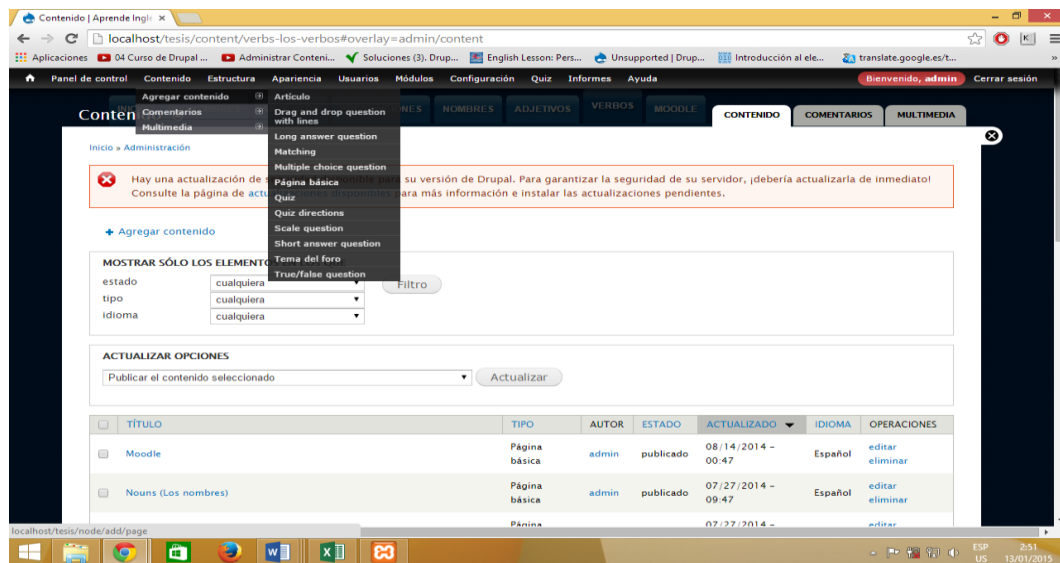 Contenido | Aprende Ingle
localhost/tesis/content/verbs-los-verbos#overlay=admin/content
Aplicaciones 04 Curso de Drupal ... Administrar Conteni... Soluciones (3). Drup... English Lesson: Pers... Unsupported | Drup... Introducción al ele... translate.google.es/t... »
Panel de control Contenido Estructura Apariencia Usuarios Módulos Configuración Quiz Informes Ayuda Bienvenido, admin Cerrar sesión
Agregar contenido
Comentarios
Multimedia
Artículo
Drag and drop question
with lines
Long answer question
Matching
Multiple choice question
Página básica
Quiz
Quiz directions
Scale question
Short answer question
Tema del foro
True/false question
Conten
NOMBRES ADJETIVOS VERBOS MOODLE
CONTENIDO COMENTARIOS MULTIMEDIA
Inicio » Administración
Hay una actualización de para su versión de Drupal. Para garantizar la seguridad de su servidor, ¡debería actualizarla de inmediato!
Consulte la página de actualizaciones disponibles para más información e instalar las actualizaciones pendientes.
+ Agregar contenido
MOSTRAR SÓLO LOS ELEMENTOS
estado cualquiera
tipo cualquiera
idioma cualquiera
Filtro
ACTUALIZAR OPCIONES
Publicar el contenido seleccionado Actualizar
TÍTULO TIPO AUTOR ESTADO ACTUALIZADO IDIOMA OPERACIONES
Moodle Página básica admin publicado 08/14/2014 - 00:47 Español editar eliminar
Nouns (Los nombres) Página básica admin publicado 07/27/2014 - 09:47 Español editar eliminar
Página 07/27/2014 - editar
localhost/tesis/node/add/page
ESP 2:51
US 13/01/2015